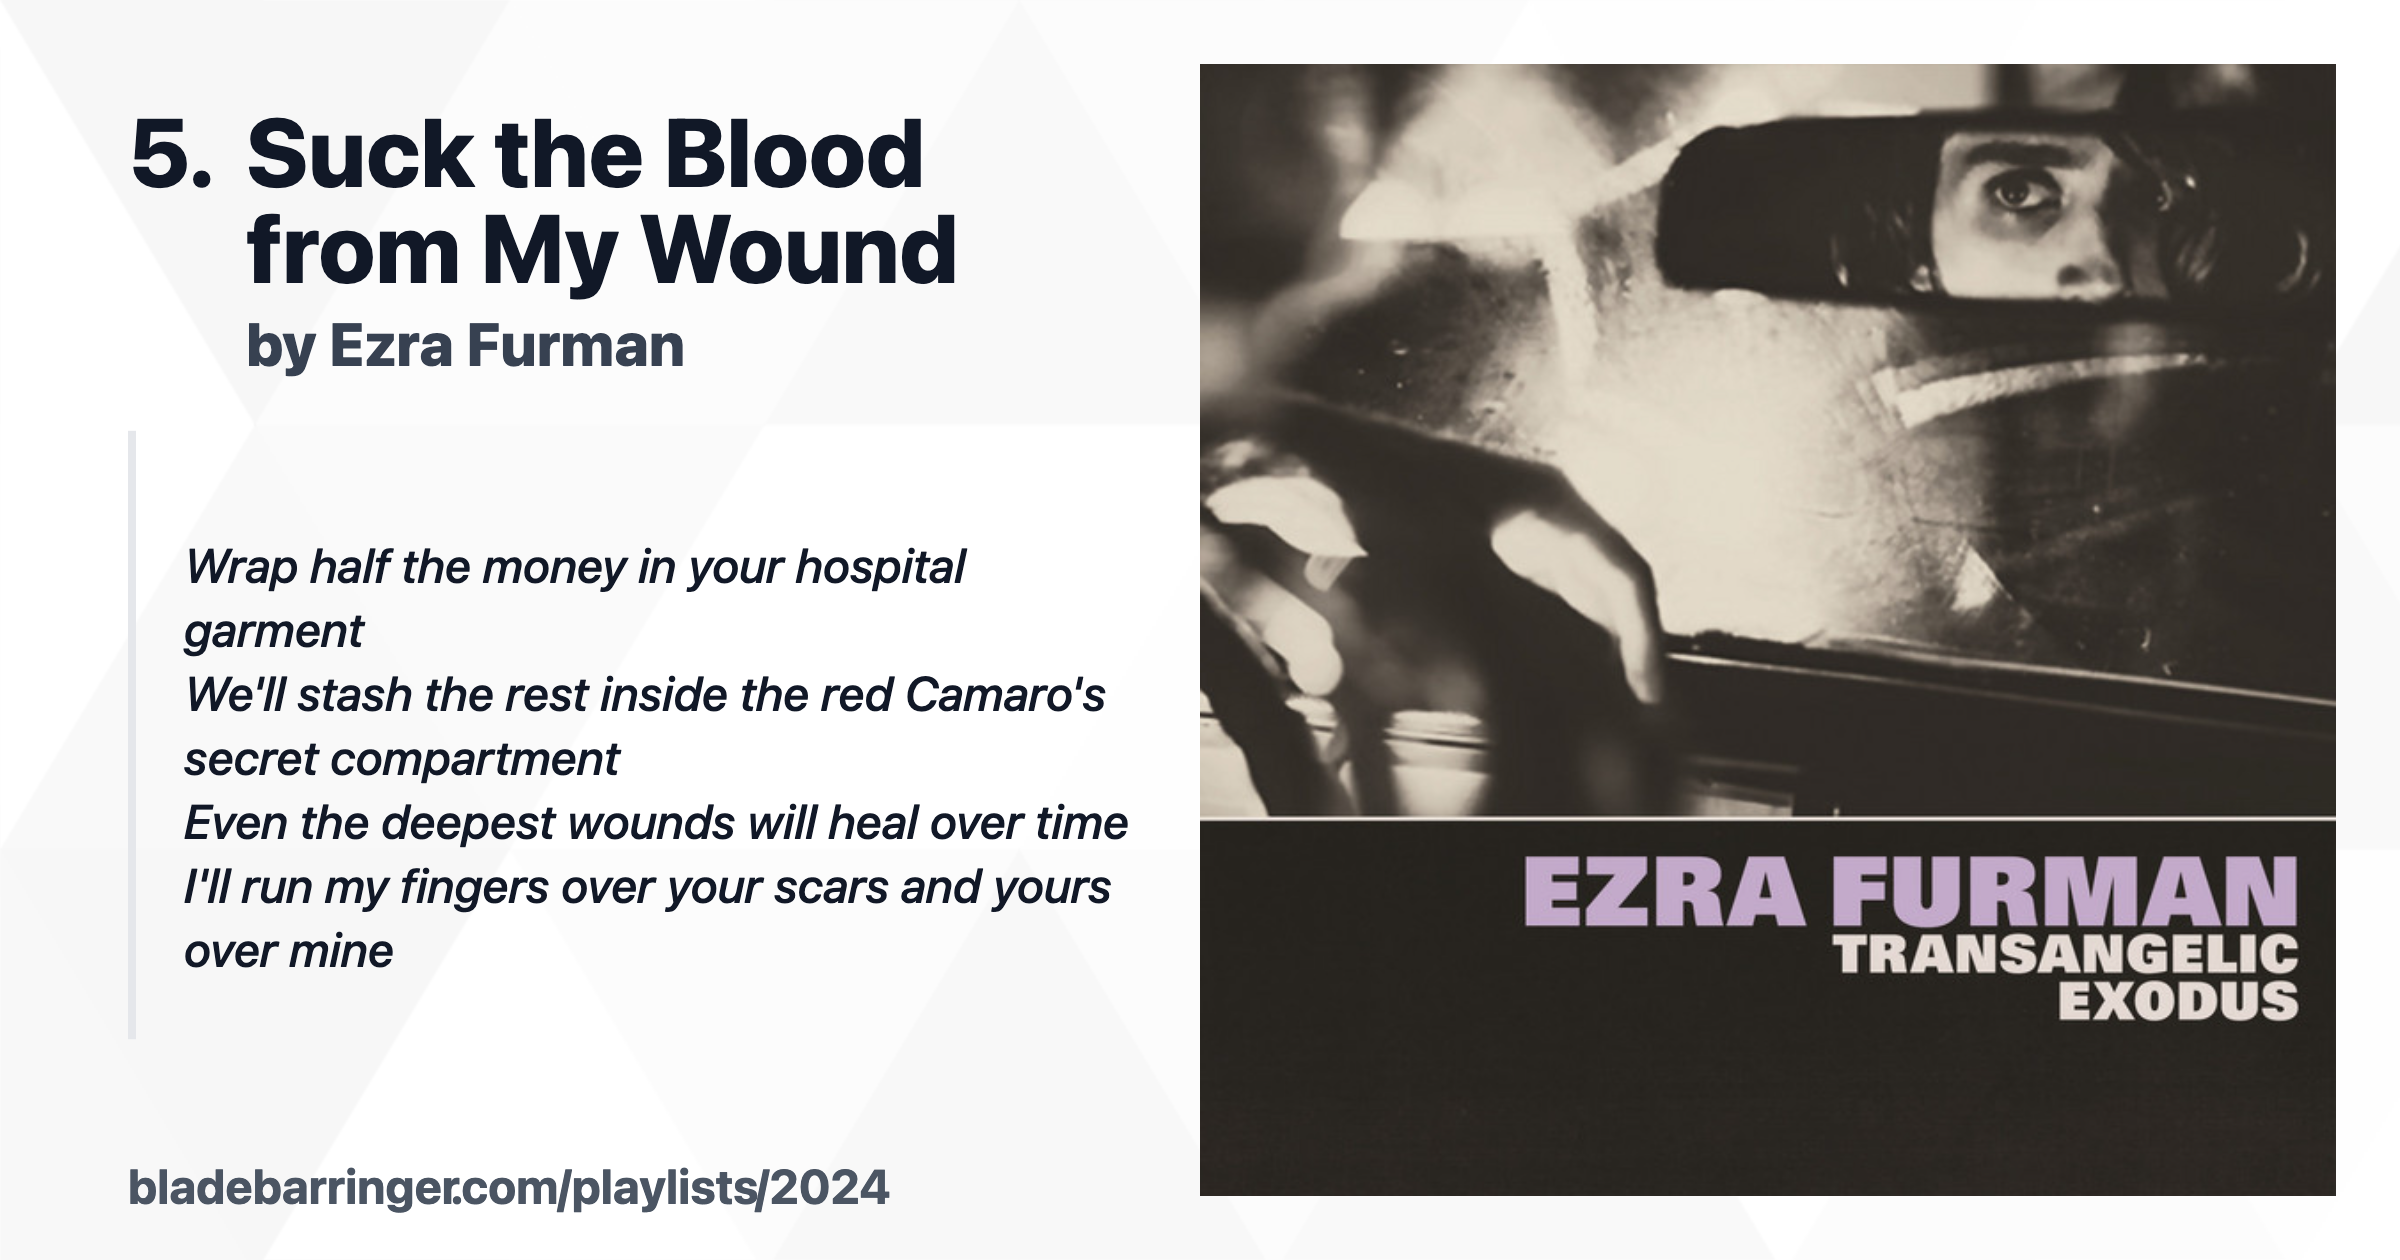 5. Suck the Blood
from My Wound
by Ezra Furman
Wrap half the money in your hospital
garment
We'll stash the rest inside the red Camaro's
secret compartment
Even the deepest wounds will heal over time
I'll run my fingers over your scars and yours
over mine
bladebarringer.com/playlists/2024
EZRA FURMAN
TRANSANGELIC
EXODUS